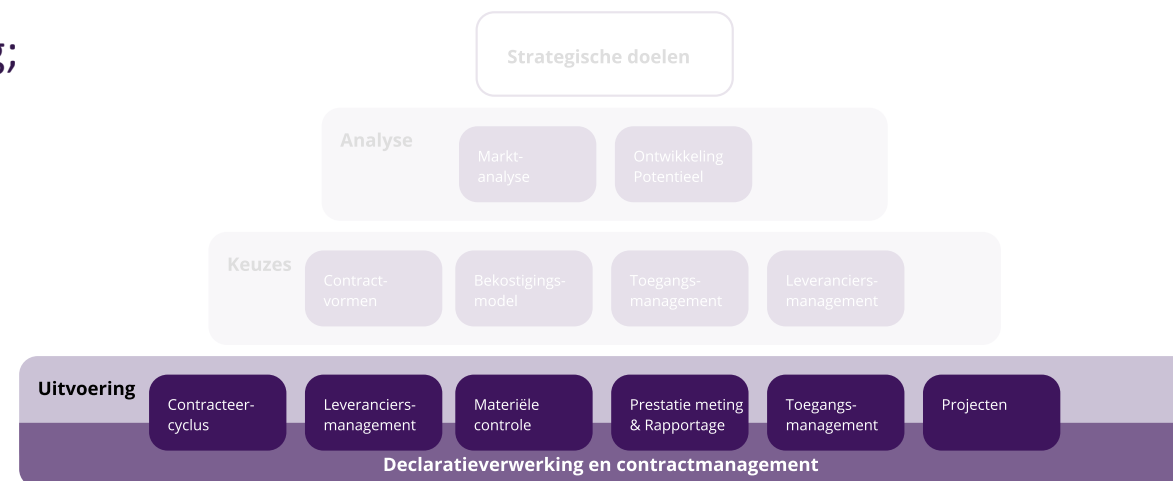 g;
Strategische doelen
Analyse
Markt-
analyse
Ontwikkeling
Potentieel
Keuzes
Contract-
vormen
Bekostigings-
model
Toegangs-
management
Leveranciers-
management
Uitvoering
Contracteer-
cyclus
Leveranciers-
management
Materiële
controle
Prestatie meting
& Rapportage
Toegangs-
management
Projecten
Declaratieverwerking en contractmanagement